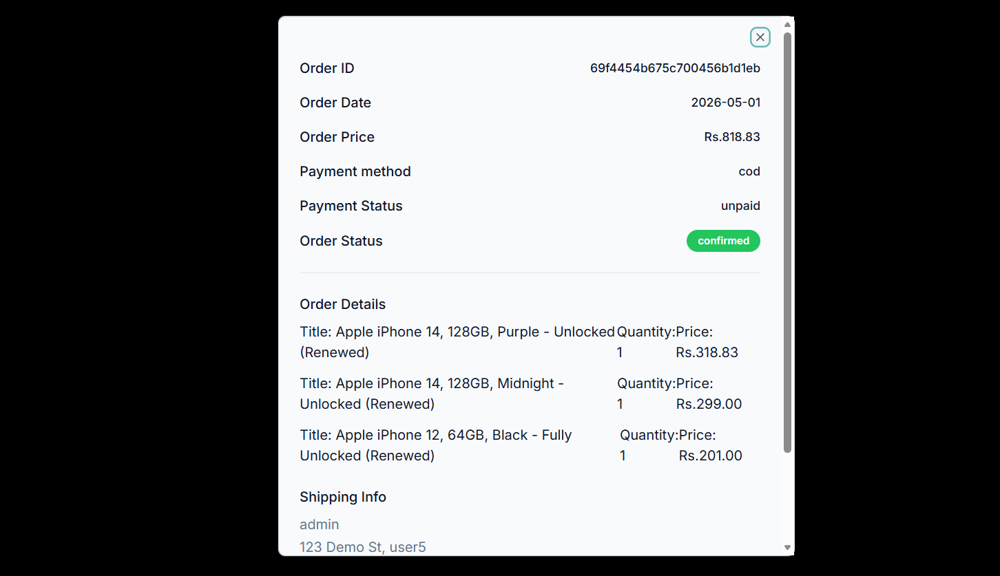 Order ID 69f4454b675c700456b1d1eb
Order Date 2026-05-01
Order Price Rs.818.83
Payment method cod
Payment Status unpaid
Order Status confirmed
Order Details
Title: Apple iPhone 14, 128GB, Purple - Unlocked Quantity: Price:
(Renewed) 1 Rs.318.83
Title: Apple iPhone 14, 128GB, Midnight - Quantity: Price:
Unlocked (Renewed) 1 Rs.299.00
Title: Apple iPhone 12, 64GB, Black - Fully Quantity: Price:
Unlocked (Renewed) 1 Rs.201.00
Shipping Info
admin
123 Demo St, user5